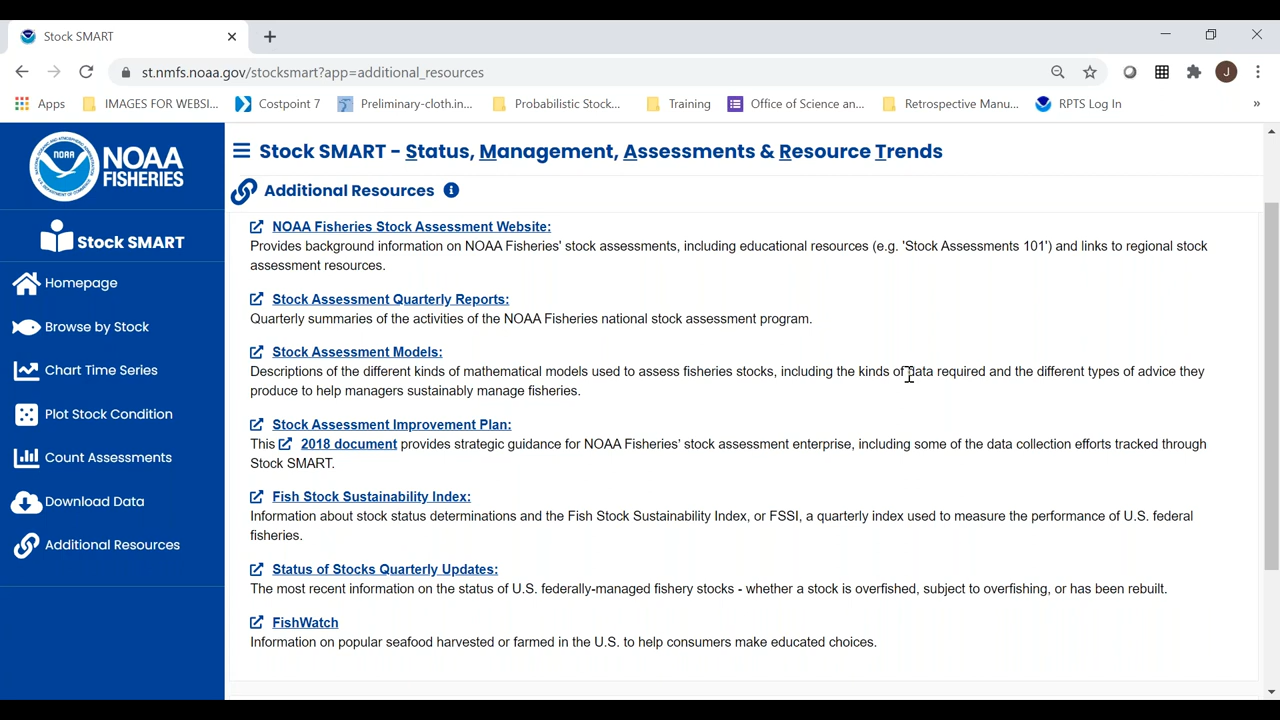 Stock SMART
st.nmfs.noaa.gov/stocksmart?app=additional_resources
J
Apps
IMAGES FOR WEBSI...
Costpoint 7
Preliminary-cloth.in...
Probabilistic Stock...
Training
Office of Science an...
Retrospective Manu...
RPTS Log In
»
NOAA
NOAA
FISHERIES
Stock SMART
Homepage
Browse by Stock
Chart Time Series
Plot Stock Condition
Count Assessments
Download Data
Additional Resources
Stock SMART – Status, Management, Assessments & Resource Trends
Additional Resources
NOAA Fisheries Stock Assessment Website:
Provides background information on NOAA Fisheries' stock assessments, including educational resources (e.g. 'Stock Assessments 101') and links to regional stock
assessment resources.
Stock Assessment Quarterly Reports:
Quarterly summaries of the activities of the NOAA Fisheries national stock assessment program.
Stock Assessment Models:
Descriptions of the different kinds of mathematical models used to assess fisheries stocks, including the kinds of data required and the different types of advice they
produce to help managers sustainably manage fisheries.
Stock Assessment Improvement Plan:
This 2018 document provides strategic guidance for NOAA Fisheries' stock assessment enterprise, including some of the data collection efforts tracked through
Stock SMART.
Fish Stock Sustainability Index:
Information about stock status determinations and the Fish Stock Sustainability Index, or FSSI, a quarterly index used to measure the performance of U.S. federal
fisheries.
Status of Stocks Quarterly Updates:
The most recent information on the status of U.S. federally-managed fishery stocks - whether a stock is overfished, subject to overfishing, or has been rebuilt.
FishWatch
Information on popular seafood harvested or farmed in the U.S. to help consumers make educated choices.